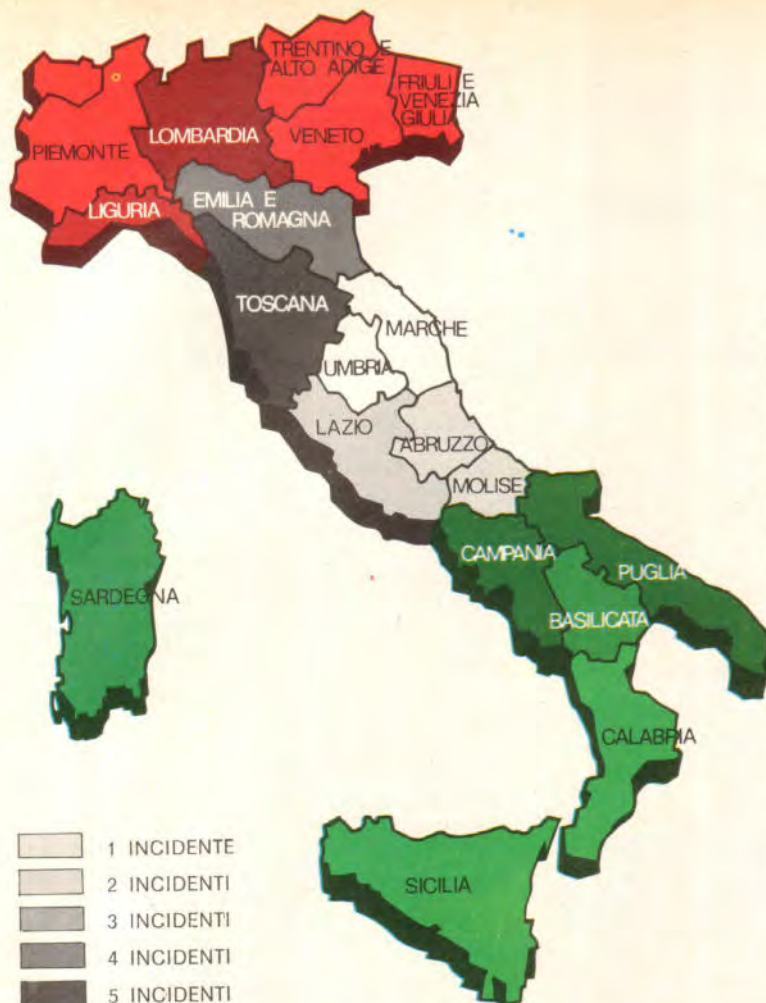 TRENTINO E
ALTO ADIGE
FRIULI E
VENEZIA
GIULIA
PIEMONTE
LOMBARDIA
VENETO
LIGURIA
EMILIA E
ROMAGNA
TOSCANA
MARCHE
UMBRIA
LAZIO
ABRUZZO
MOLISE
CAMPANIA
PUGLIA
BASILICATA
SARDEGNA
CALABRIA
SICILIA
1 INCIDENTE
2 INCIDENTI
3 INCIDENTI
4 INCIDENTI
5 INCIDENTI